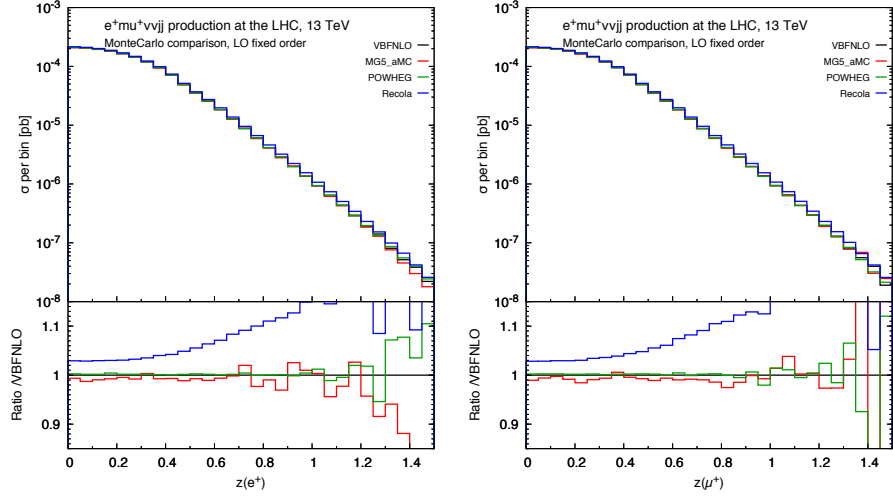 e⁺mu⁺vvjj production at the LHC, 13 TeV
MonteCarlo comparison, LO fixed order
VBFNLO
MG5_aMC
POWHEG
Recola
σ per bin [pb]
10⁻³
10⁻⁴
10⁻⁵
10⁻⁶
10⁻⁷
10⁻⁸
Ratio /VBFNLO
1.1
1
0.9
0 0.2 0.4 0.6 0.8 1 1.2 1.4
z(e⁺)
e⁺mu⁺vvjj production at the LHC, 13 TeV
MonteCarlo comparison, LO fixed order
VBFNLO
MG5_aMC
POWHEG
Recola
σ per bin [pb]
10⁻³
10⁻⁴
10⁻⁵
10⁻⁶
10⁻⁷
10⁻⁸
Ratio /VBFNLO
1.1
1
0.9
0 0.2 0.4 0.6 0.8 1 1.2 1.4
z(μ⁺)